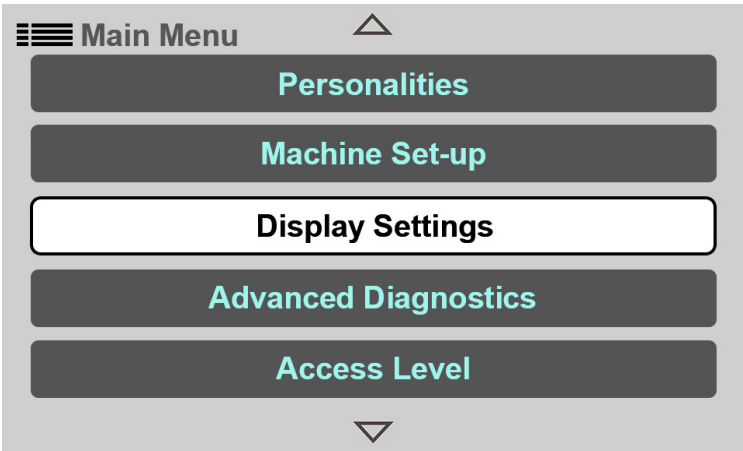 Main Menu
Personalities
Machine Set-up
Display Settings
Advanced Diagnostics
Access Level